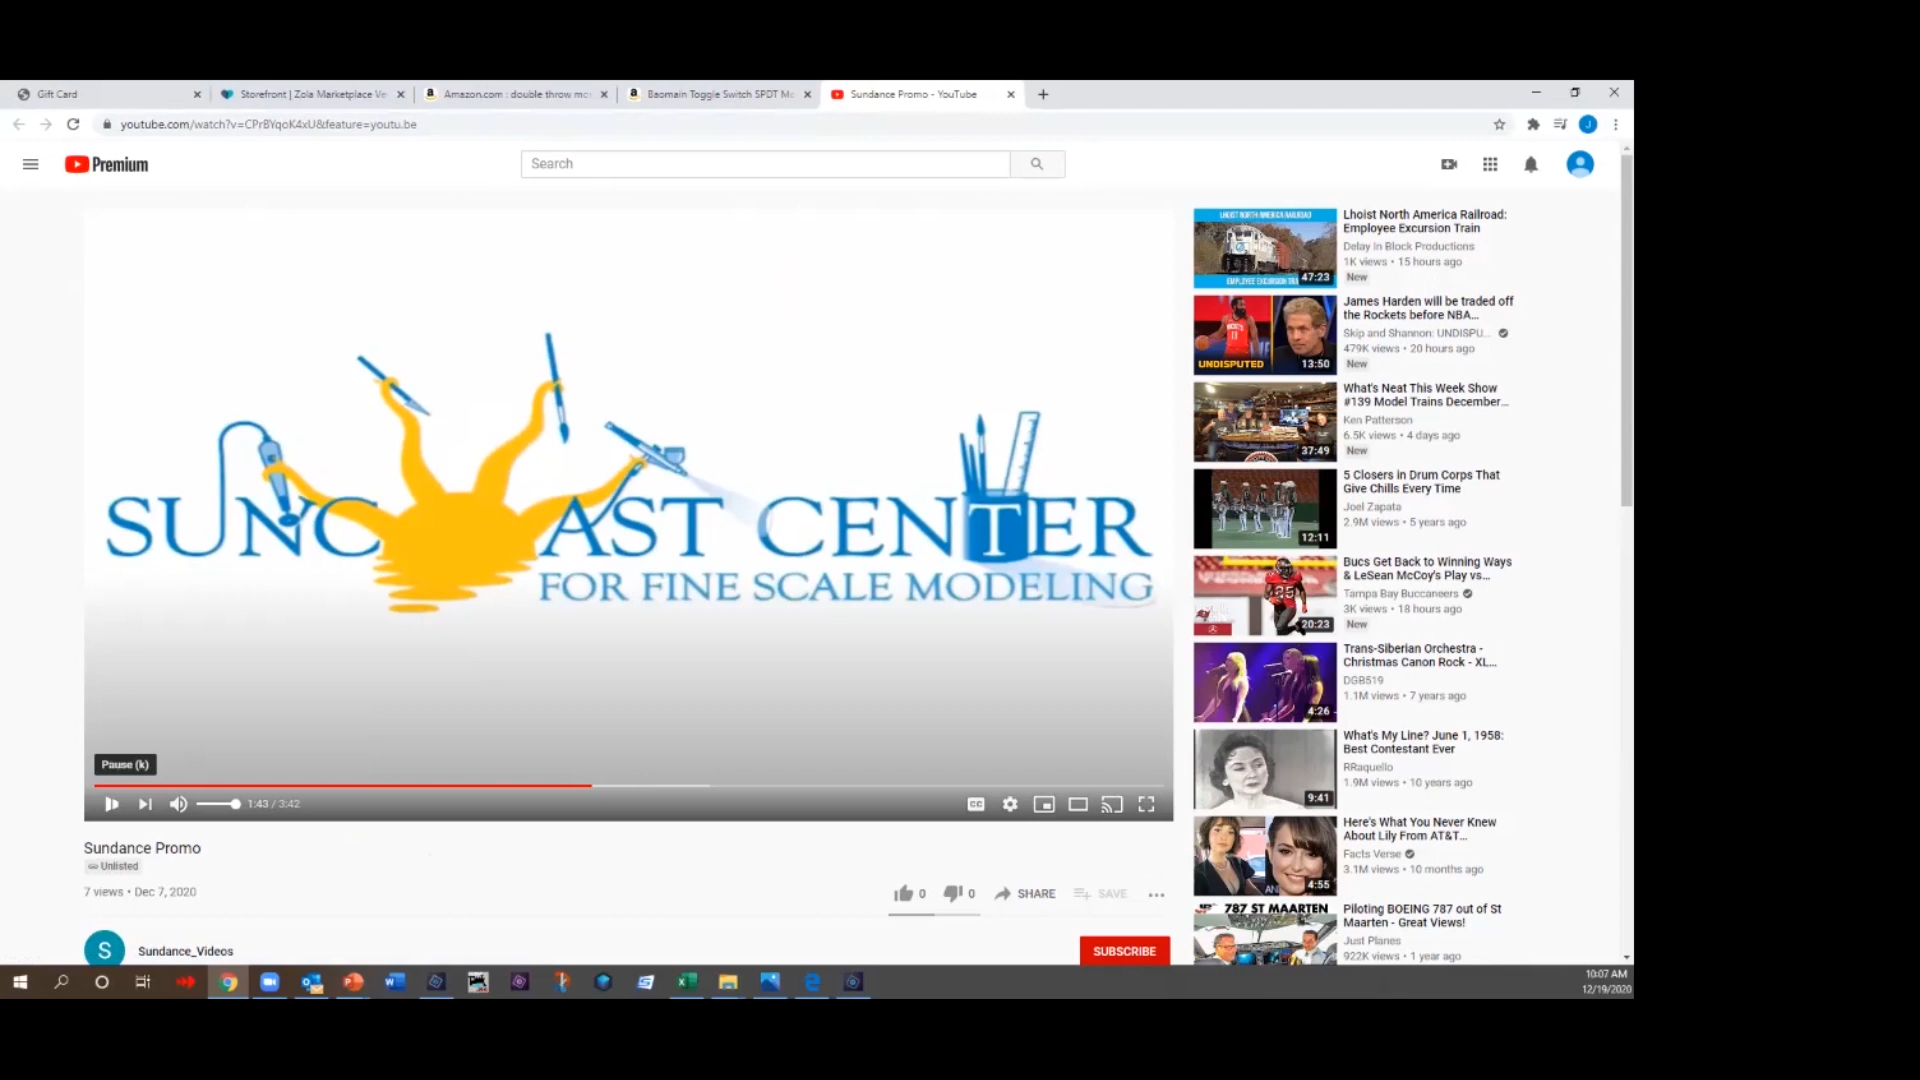 Gift Card
Storefront | Zola Marketplace Ve
Amazon.com : double throw mo
Baomain Toggle Switch SPDT Mo
Sundance Promo - YouTube
youtube.com/watch?v=CPrBYqoK4xU&feature=youtu.be
J
Premium
Search
SUNCOAST CENTER
FOR FINE SCALE MODELING
Pause (k)
1:43 / 3:42
CC
Sundance Promo
Unlisted
7 views • Dec 7, 2020
0
0
SHARE
SAVE
S
Sundance_Videos
SUBSCRIBE
LHOIST NORTH AMERICA RAILROAD
47:23
Lhoist North America Railroad:
Employee Excursion Train
Delay In Block Productions
1K views • 15 hours ago
New
UNDISPUTED
13:50
James Harden will be traded off
the Rockets before NBA...
Skip and Shannon: UNDISPU...
479K views • 20 hours ago
New
37:49
What's Neat This Week Show
#139 Model Trains December...
Ken Patterson
6.5K views • 4 days ago
New
12:11
5 Closers in Drum Corps That
Give Chills Every Time
Joel Zapata
2.9M views • 5 years ago
20:23
Bucs Get Back to Winning Ways
& LeSean McCoy's Play vs...
Tampa Bay Buccaneers
3K views • 18 hours ago
New
4:26
Trans-Siberian Orchestra -
Christmas Canon Rock - XL...
DGB519
1.1M views • 7 years ago
9:41
What's My Line? June 1, 1958:
Best Contestant Ever
RRaquello
1.9M views • 10 years ago
4:55
Here's What You Never Knew
About Lily From AT&T...
Facts Verse
3.1M views • 10 months ago
787 ST MAARTEN
Piloting BOEING 787 out of St
Maarten - Great Views!
Just Planes
922K views • 1 year ago
10:07 AM
12/19/2020